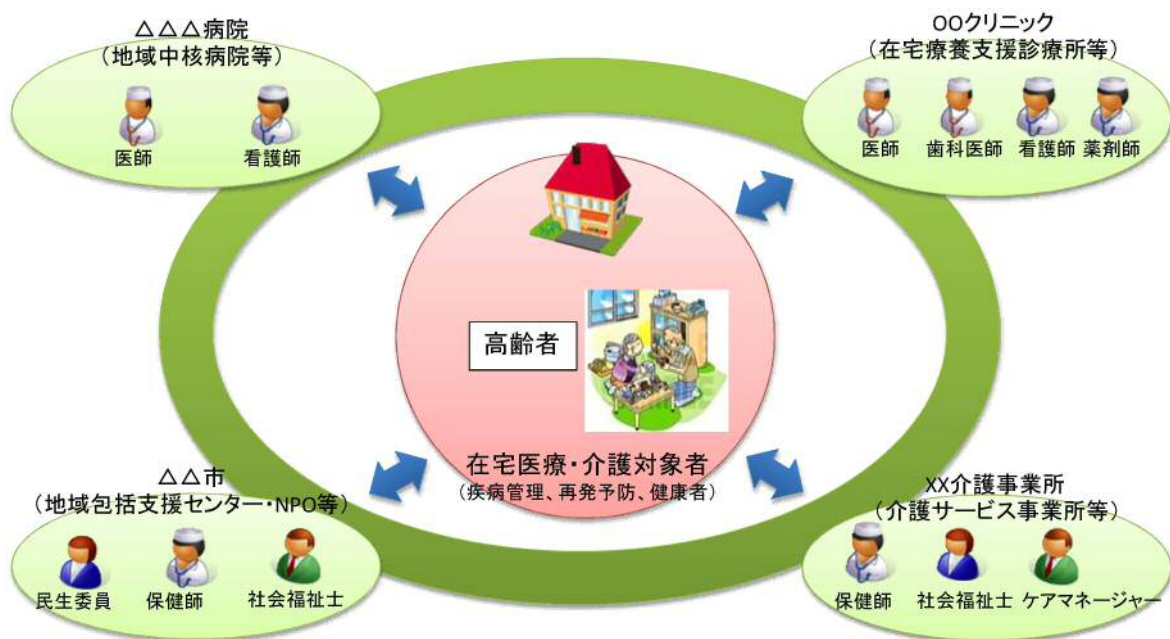 △△△病院
（地域中核病院等）
医師
看護師
OOクリニック
（在宅療養支援診療所等）
医師
歯科医師
看護師
薬剤師
高齢者
在宅医療・介護対象者
（疾病管理、再発予防、健康者）
△△市
（地域包括支援センター・NPO等）
民生委員
保健師
社会福祉士
XX介護事業所
（介護サービス事業所等）
保健師
社会福祉士
ケアマネージャー